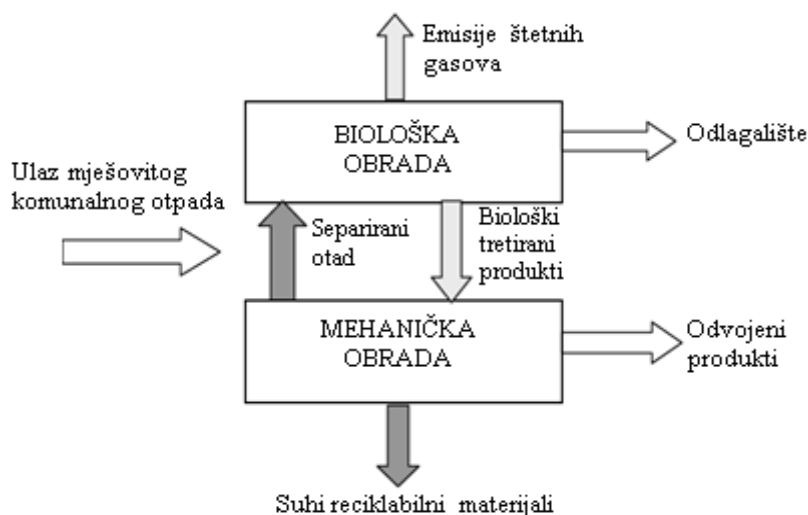 Emisije štetnih
gasova
BIOLOŠKA
OBRADA
Odlagalište
Ulaz mješovitog
komunalnog otpada
Separirani
otad
Biološki
tretirani
produkti
MEHANIČKA
OBRADA
Odvojeni
produkti
Suhi reciklabilni materijali